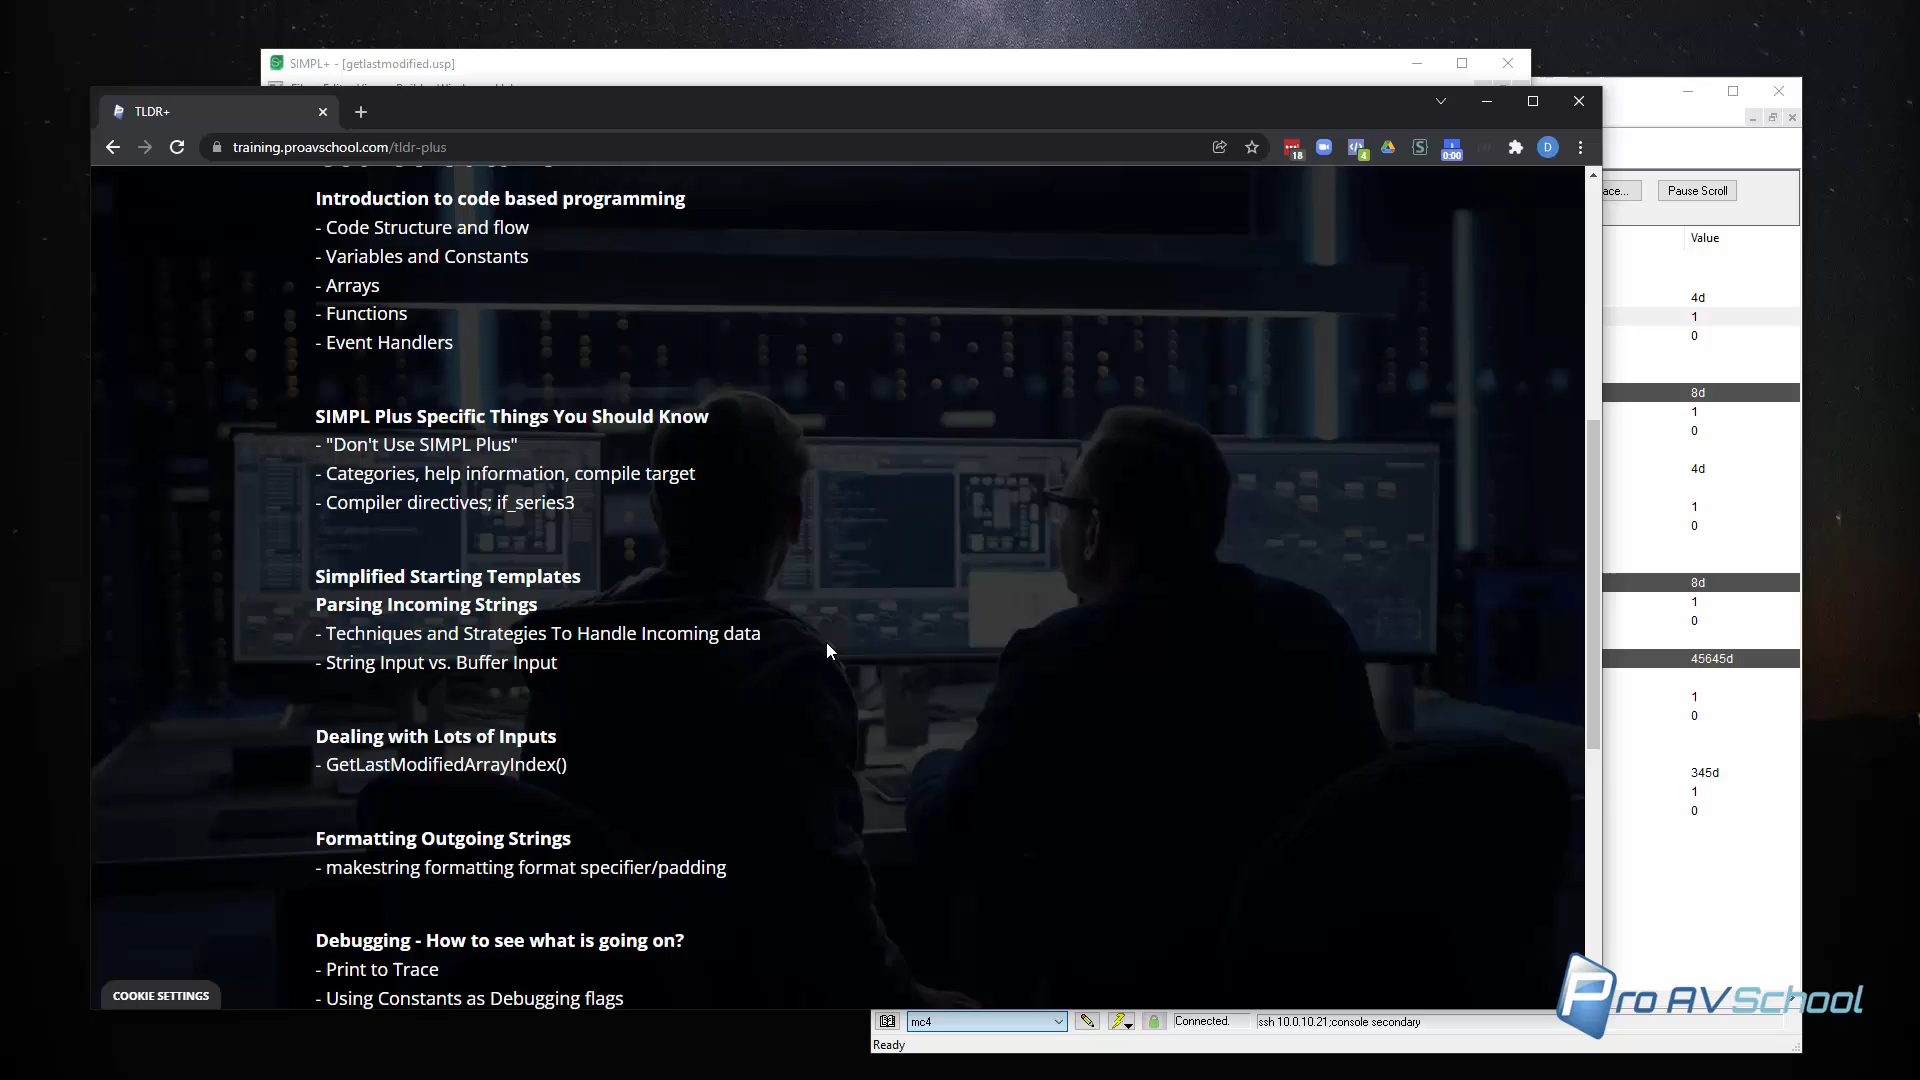 SIMPL+ - [getlastmodified.usp]
TLDR+
training.proavschool.com/tldr-plus
18
4
0:00
D
ace...
Pause Scroll
Introduction to code based programming
- Code Structure and flow
- Variables and Constants
- Arrays
- Functions
- Event Handlers
SIMPL Plus Specific Things You Should Know
- "Don't Use SIMPL Plus"
- Categories, help information, compile target
- Compiler directives; if_series3
Simplified Starting Templates
Parsing Incoming Strings
- Techniques and Strategies To Handle Incoming data
- String Input vs. Buffer Input
Dealing with Lots of Inputs
- GetLastModifiedArrayIndex()
Formatting Outgoing Strings
- makestring formatting format specifier/padding
Debugging - How to see what is going on?
- Print to Trace
- Using Constants as Debugging flags
COOKIE SETTINGS
Value
4d
1
0
8d
1
0
4d
1
0
8d
1
0
45645d
1
0
345d
1
0
Pro AVSchool
mc4
Connected.
ssh 10.0.10.21;console secondary
Ready